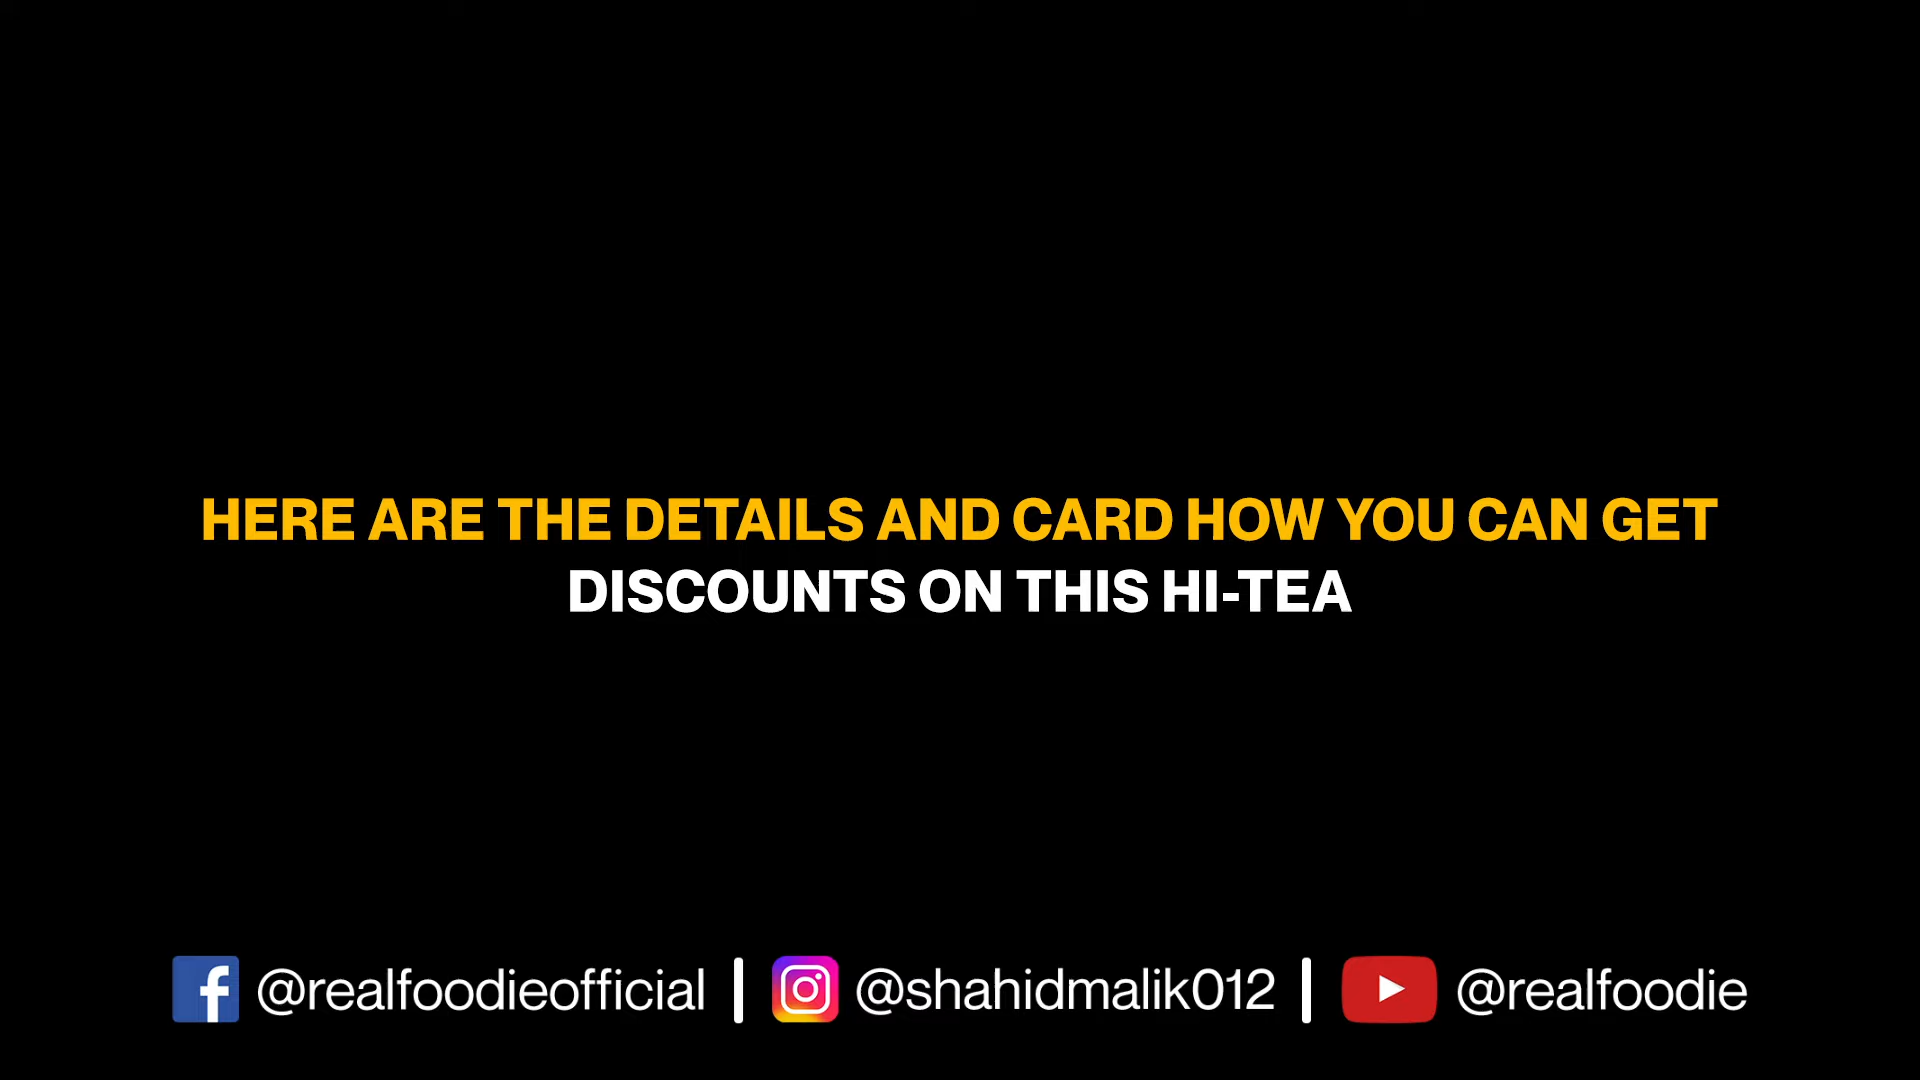 HERE ARE THE DETAILS AND CARD HOW YOU CAN GET
DISCOUNTS ON THIS HI-TEA
@realfoodieofficial | @shahidmalik012 | @realfoodie